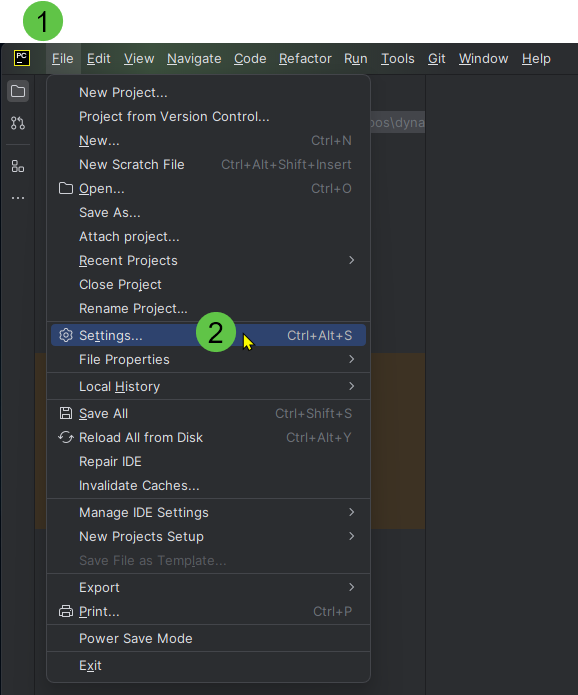 1
PC File Edit View Navigate Code Refactor Run Tools Git Window Help
New Project...
Project from Version Control...
os\dyna
New... Ctrl+N
New Scratch File Ctrl+Alt+Shift+Insert
Open... Ctrl+O
Save As...
Attach project...
Recent Projects
Close Project
Rename Project...
Settings... 2 Ctrl+Alt+S
File Properties
Local History
Save All Ctrl+Shift+S
Reload All from Disk Ctrl+Alt+Y
Repair IDE
Invalidate Caches...
Manage IDE Settings
New Projects Setup
Save File as Template...
Export
Print... Ctrl+P
Power Save Mode
Exit